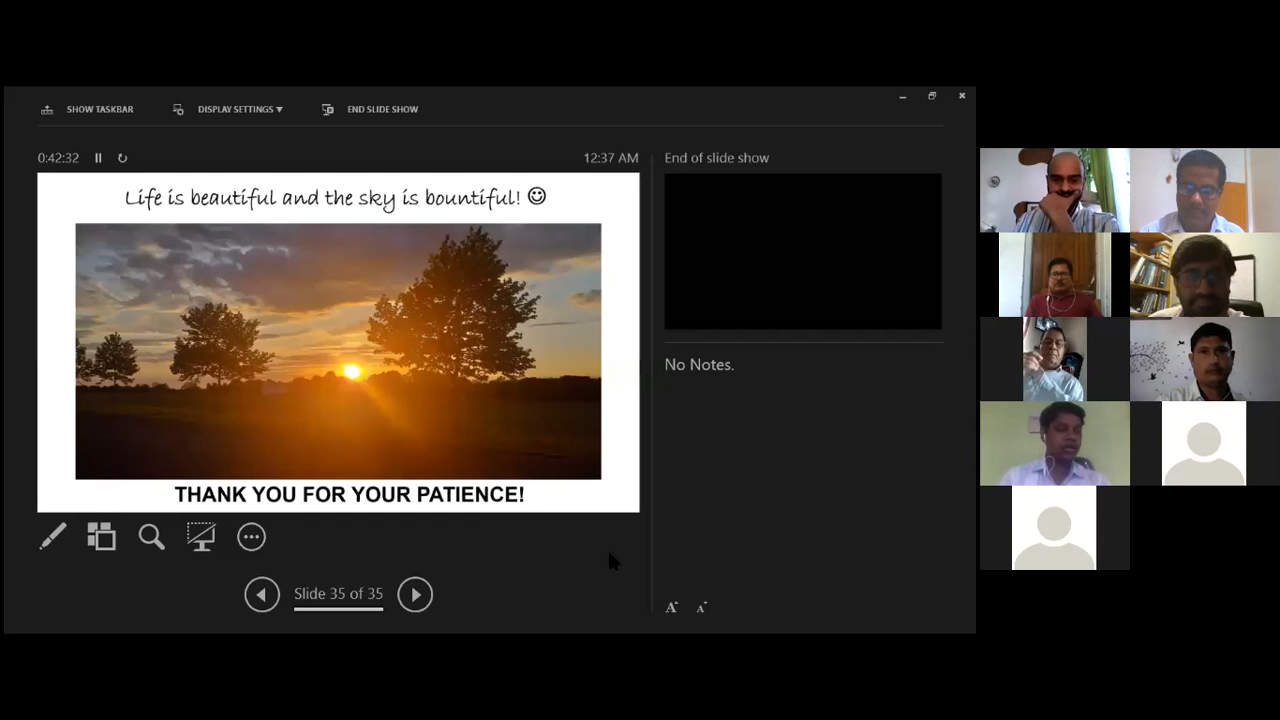 SHOW TASKBAR
DISPLAY SETTINGS ▼
END SLIDE SHOW
0:42:32
12:37 AM
End of slide show
Life is beautiful and the sky is bountiful! ☺
THANK YOU FOR YOUR PATIENCE!
No Notes.
Slide 35 of 35
A A